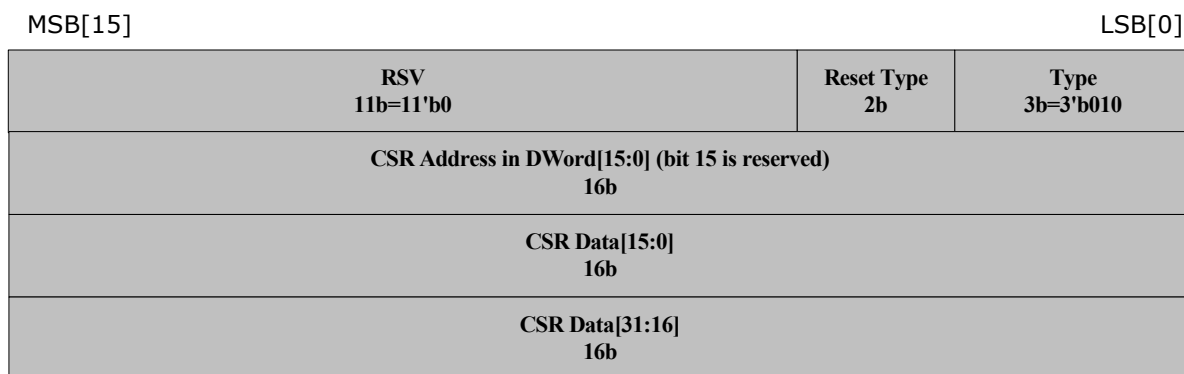 MSB[15] LSB[0]
RSV Reset Type Type
11b=11'b0 2b 3b=3'b010
CSR Address in DWord[15:0] (bit 15 is reserved)
16b
CSR Data[15:0]
16b
CSR Data[31:16]
16b